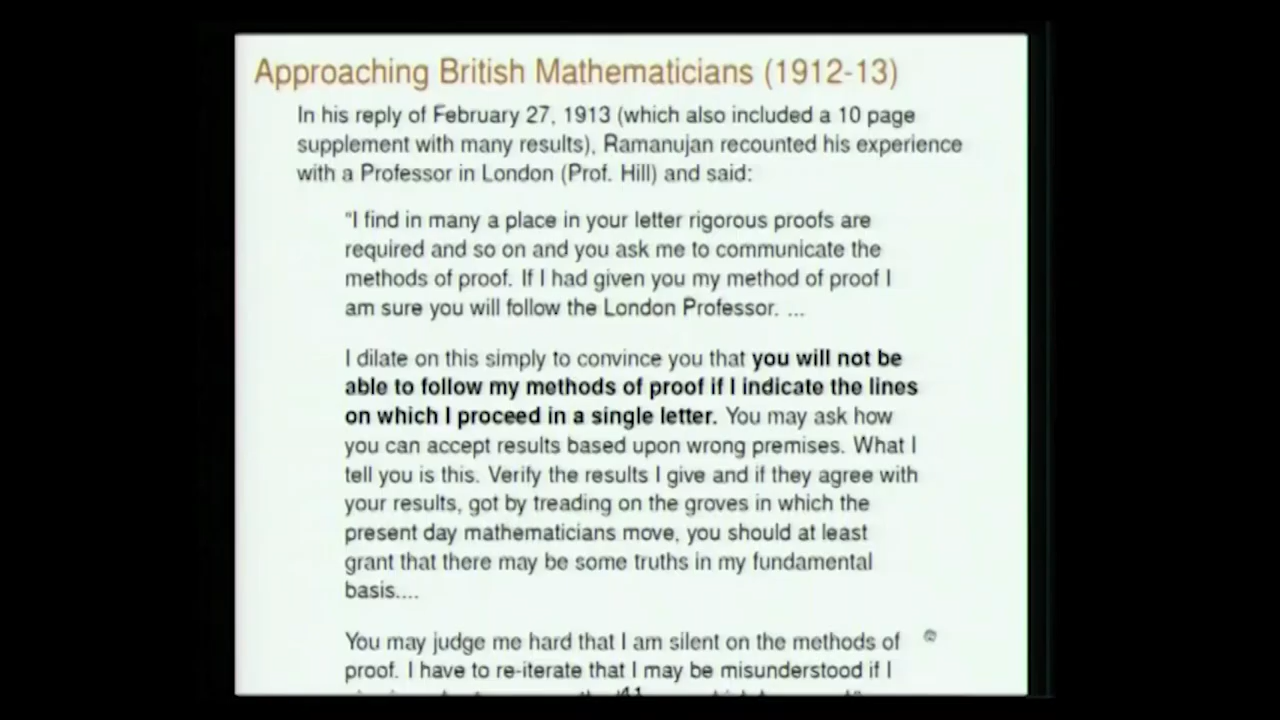 Approaching British Mathematicians (1912-13)
In his reply of February 27, 1913 (which also included a 10 page
supplement with many results), Ramanujan recounted his experience
with a Professor in London (Prof. Hill) and said:
“I find in many a place in your letter rigorous proofs are
required and so on and you ask me to communicate the
methods of proof. If I had given you my method of proof I
am sure you will follow the London Professor. ...
I dilate on this simply to convince you that you will not be
able to follow my methods of proof if I indicate the lines
on which I proceed in a single letter. You may ask how
you can accept results based upon wrong premises. What I
tell you is this. Verify the results I give and if they agree with
your results, got by treading on the groves in which the
present day mathematicians move, you should at least
grant that there may be some truths in my fundamental
basis....
You may judge me hard that I am silent on the methods of
proof. I have to re-iterate that I may be misunderstood if I